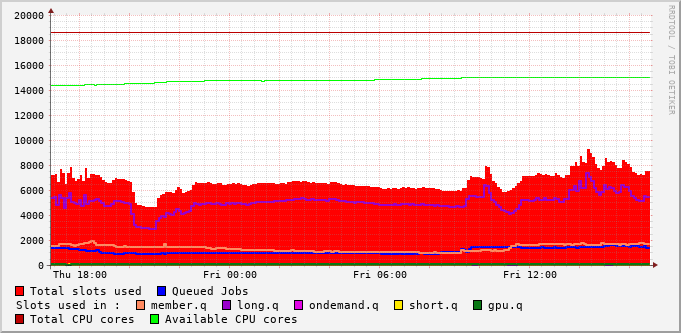 RRDTOOL / TOBI OETIKER
20000
18000
16000
14000
12000
10000
8000
6000
4000
2000
0
Thu 18:00 Fri 00:00 Fri 06:00 Fri 12:00
Total slots used Queued Jobs
Slots used in : member.q long.q ondemand.q short.q gpu.q
Total CPU cores Available CPU cores